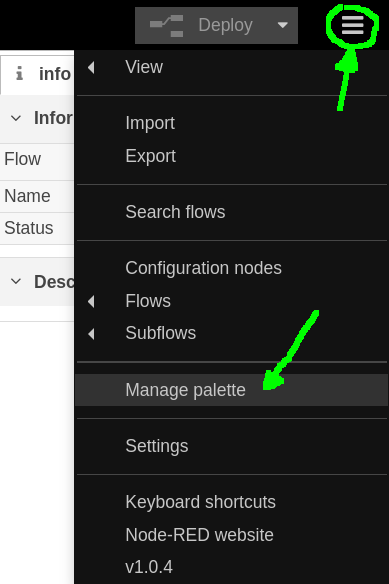 Deploy
info
View
Infor
Import
Flow
Export
Name
Search flows
Status
Configuration nodes
Desc
Flows
Subflows
Manage palette
Settings
Keyboard shortcuts
Node-RED website
v1.0.4